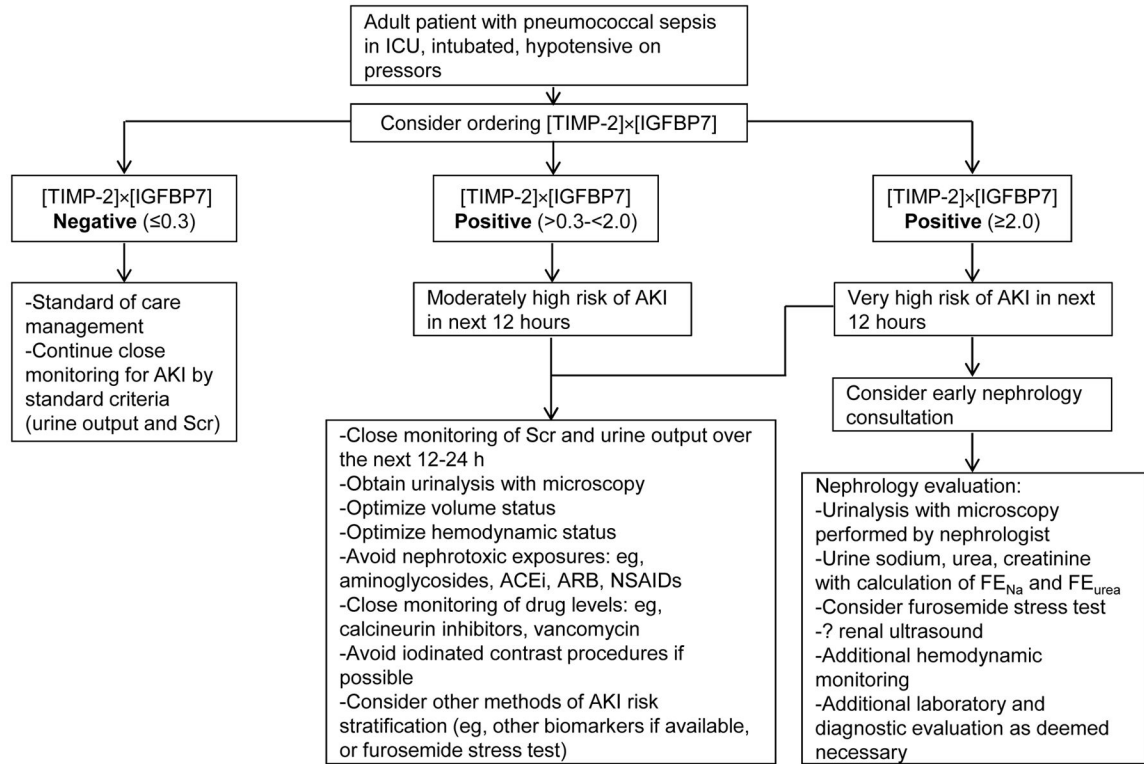 Adult patient with pneumococcal sepsis
in ICU, intubated, hypotensive on
pressors
Consider ordering [TIMP-2]×[IGFBP7]
[TIMP-2]×[IGFBP7]
Negative (≤0.3)
[TIMP-2]×[IGFBP7]
Positive (>0.3-<2.0)
[TIMP-2]×[IGFBP7]
Positive (≥2.0)
-Standard of care
management
-Continue close
monitoring for AKI by
standard criteria
(urine output and Scr)
Moderately high risk of AKI
in next 12 hours
Very high risk of AKI in next
12 hours
Consider early nephrology
consultation
-Close monitoring of Scr and urine output over
the next 12-24 h
-Obtain urinalysis with microscopy
-Optimize volume status
-Optimize hemodynamic status
-Avoid nephrotoxic exposures: eg,
aminoglycosides, ACEi, ARB, NSAIDs
-Close monitoring of drug levels: eg,
calcineurin inhibitors, vancomycin
-Avoid iodinated contrast procedures if
possible
-Consider other methods of AKI risk
stratification (eg, other biomarkers if available,
or furosemide stress test)
Nephrology evaluation:
-Urinalysis with microscopy
performed by nephrologist
-Urine sodium, urea, creatinine
with calculation of FENa and FEurea
-Consider furosemide stress test
-? renal ultrasound
-Additional hemodynamic
monitoring
-Additional laboratory and
diagnostic evaluation as deemed
necessary